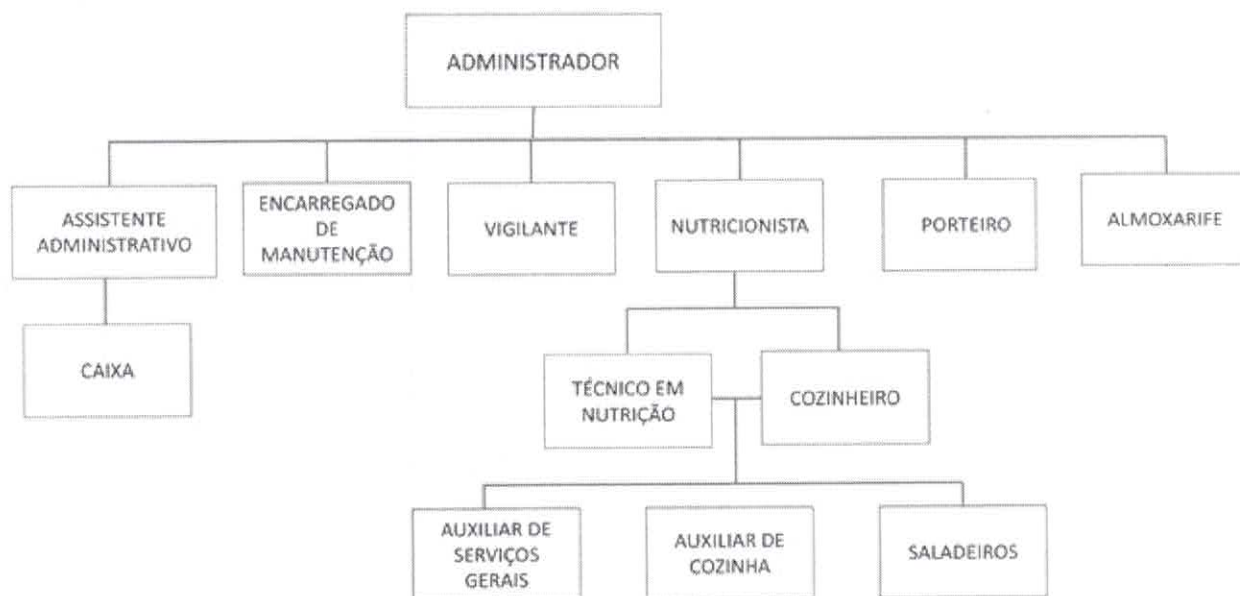 ADMINISTRADOR
ASSISTENTE
ADMINISTRATIVO
ENCARREGADO
DE
MANUTENÇÃO
VIGILANTE
NUTRICIONISTA
PORTEIRO
ALMOXARIFE
CAIXA
TÉCNICO EM
NUTRIÇÃO
COZINHEIRO
AUXILIAR DE
SERVIÇOS
GERAIS
AUXILIAR DE
COZINHA
SALADEIROS